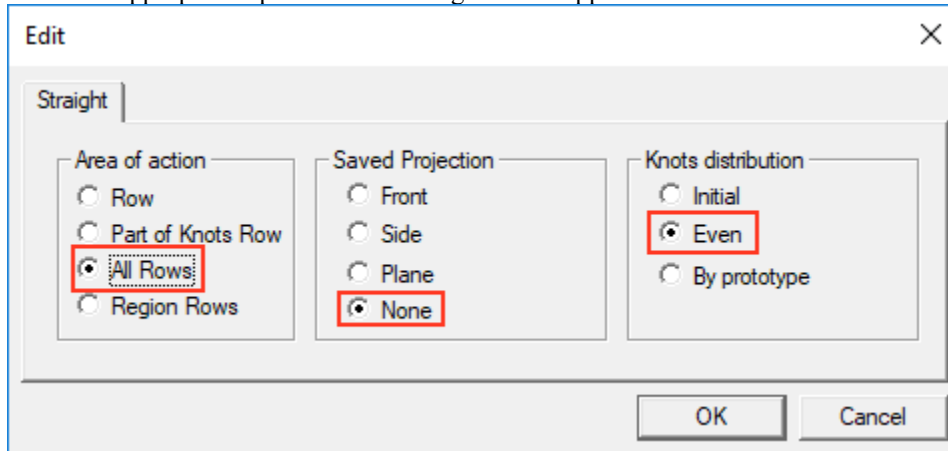 Edit
Straight
Area of action
Row
Part of Knots Row
All Rows
Region Rows
Saved Projection
Front
Side
Plane
None
Knots distribution
Initial
Even
By prototype
OK
Cancel